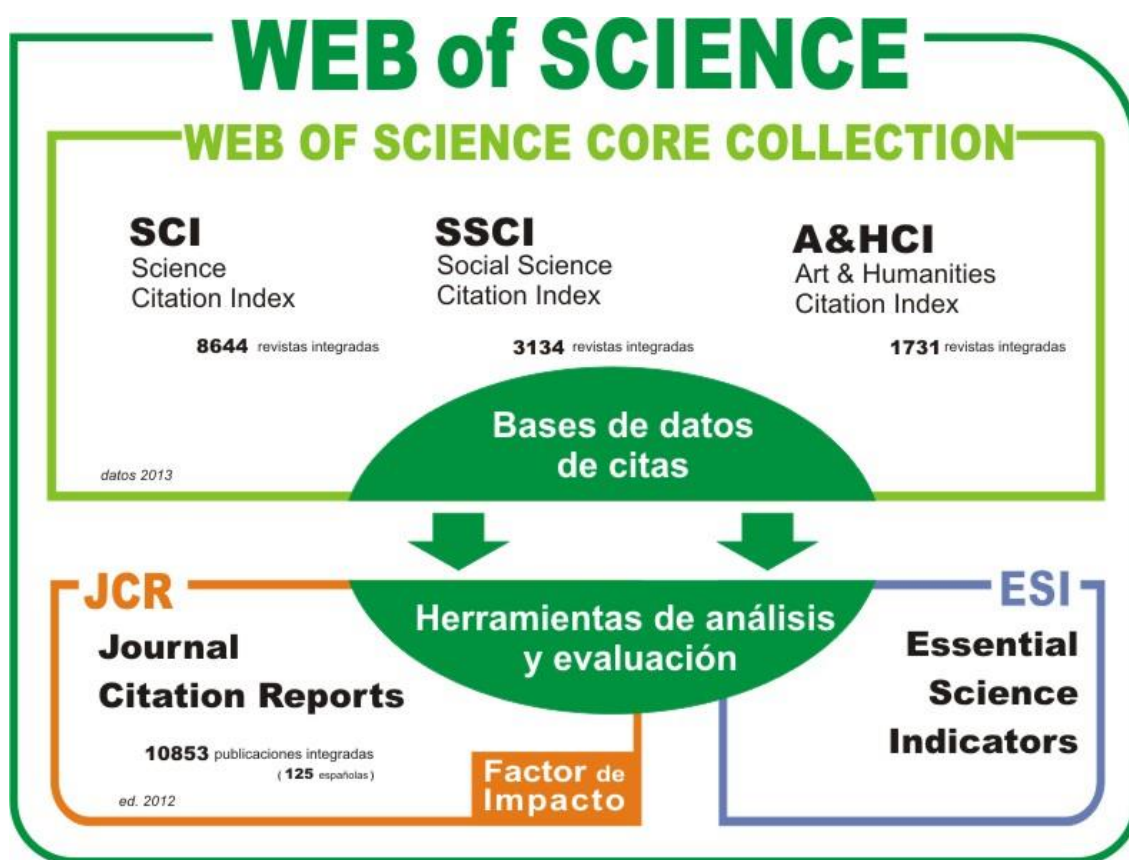 WEB of SCIENCE
WEB OF SCIENCE CORE COLLECTION
SCI
Science
Citation Index
8644 revistas integradas
SSCI
Social Science
Citation Index
3134 revistas integradas
A&HCI
Art & Humanities
Citation Index
1731 revistas integradas
Bases de datos
de citas
datos 2013
JCR
Journal
Citation Reports
10853 publicaciones integradas
( 125 españolas )
ed. 2012
Herramientas de análisis
y evaluación
Factor de
Impacto
ESI
Essential
Science
Indicators